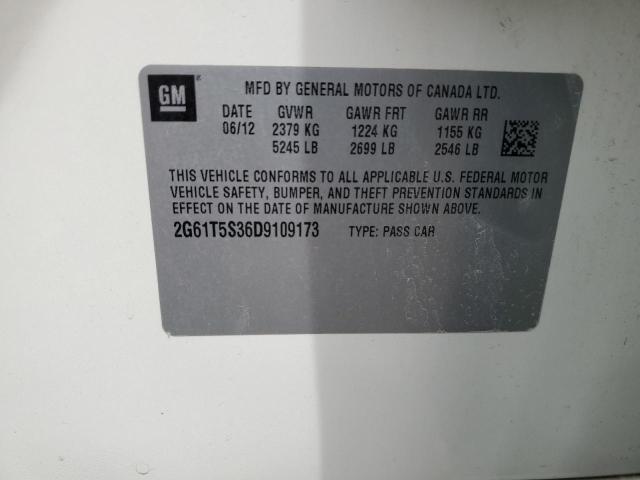 GM
MFD BY GENERAL MOTORS OF CANADA LTD.
DATE GVWR GAWR FRT GAWR RR
06/12 2379 KG 1224 KG 1155 KG
5245 LB 2699 LB 2546 LB
THIS VEHICLE CONFORMS TO ALL APPLICABLE U.S. FEDERAL MOTOR
VEHICLE SAFETY, BUMPER, AND THEFT PREVENTION STANDARDS IN
EFFECT ON THE DATE OF MANUFACTURE SHOWN ABOVE.
2G61T5S36D9109173 TYPE: PASS CAR